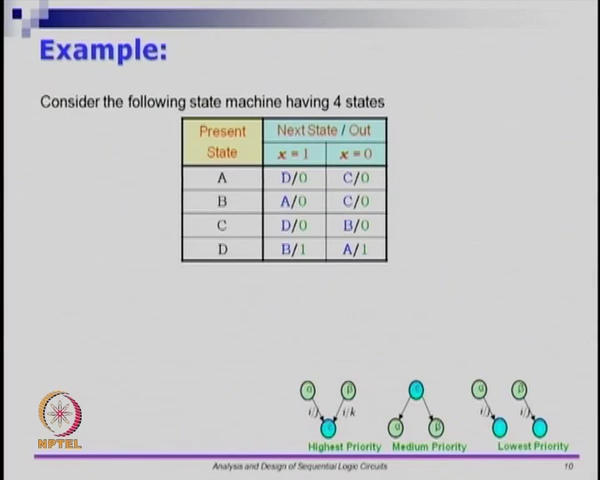 Example:
Consider the following state machine having 4 states
Present State
Next State / Out
x = 1
x = 0
A D/0 C/0
B A/0 C/0
C D/0 B/0
D B/1 A/1
α β α β
i/j i/k α β i/j i/j
Highest Priority Medium Priority Lowest Priority
NPTEL
Analysis and Design of Sequential Logic Circuits
10